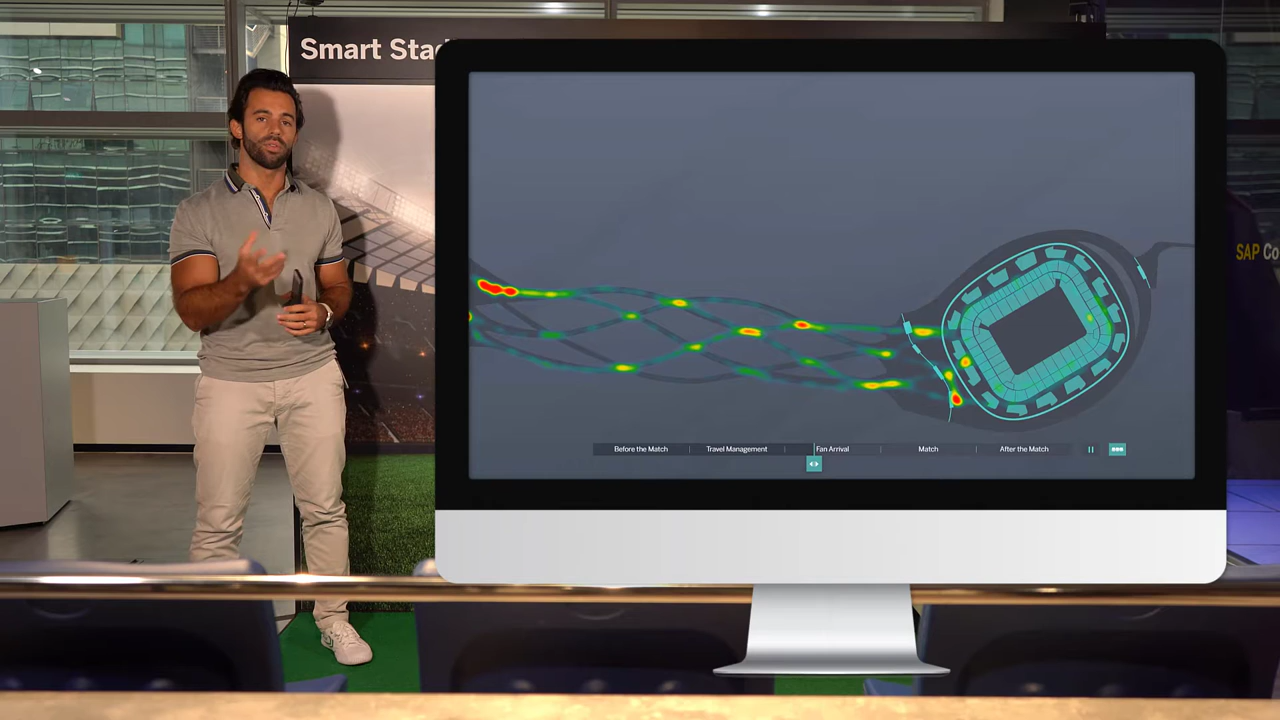 Smart Stad
SAP Co
Before the Match
Travel Management
Fan Arrival
Match
After the Match